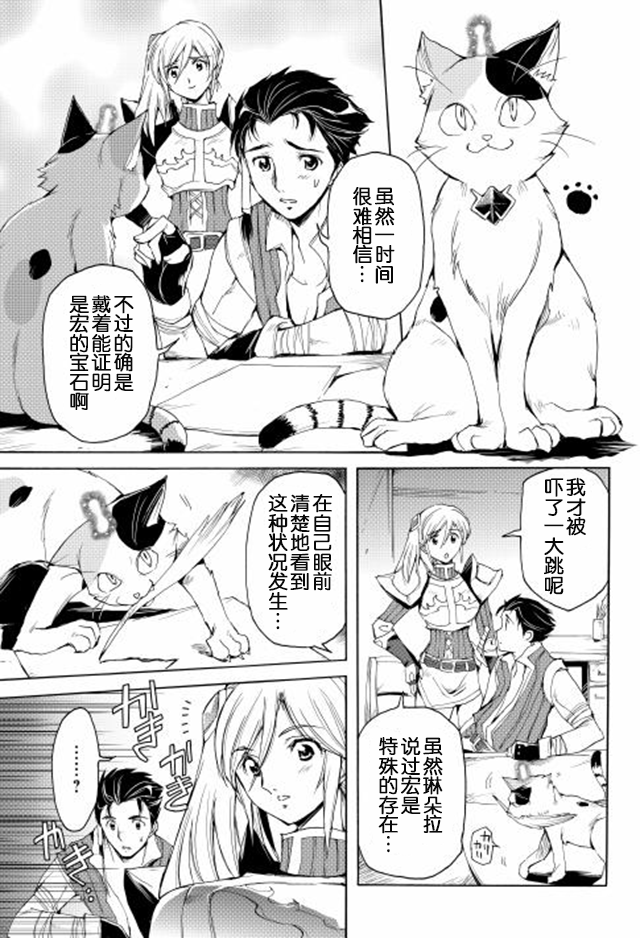 虽然一时间
很难相信…
不过的确是
戴着能证明
是宏的宝石啊
我才被
吓了一大跳呢
虽然琳朵拉
说过宏是
特殊的存在…
在自己眼前
清楚地看到
这种状况发生…
かきかき
かき…
……?